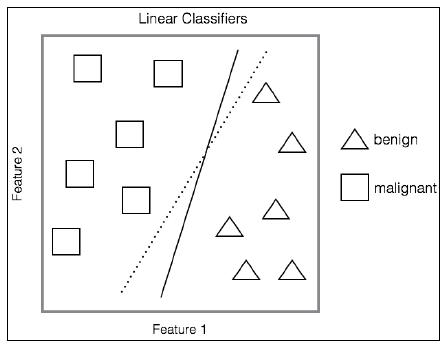 Linear Classifiers
Feature 2
benign
malignant
Feature 1